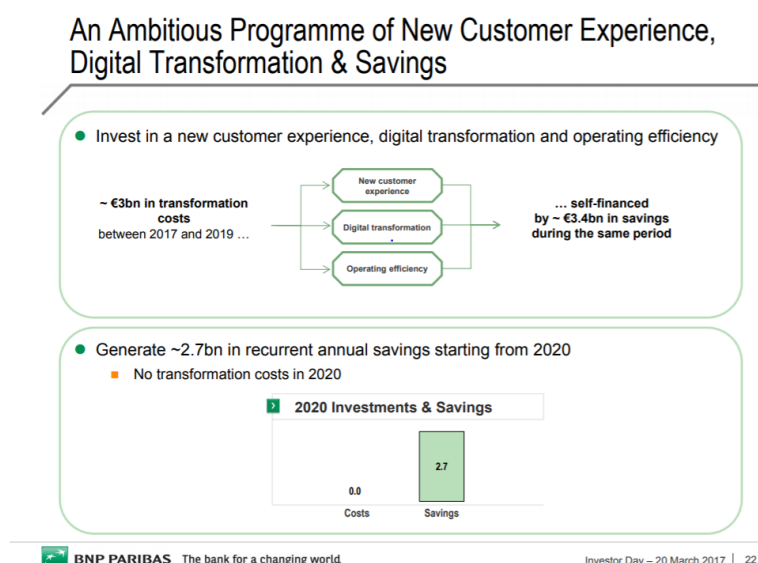 An Ambitious Programme of New Customer Experience,
Digital Transformation & Savings
Invest in a new customer experience, digital transformation and operating efficiency
~ €3bn in transformation
costs
between 2017 and 2019 …
New customer
experience
Digital transformation
Operating efficiency
… self-financed
by ~ €3.4bn in savings
during the same period
Generate ~2.7bn in recurrent annual savings starting from 2020
No transformation costs in 2020
2020 Investments & Savings
0.0
2.7
Costs
Savings
BNP PARIBAS The bank for a changing world
Investor Day – 20 March 2017 22